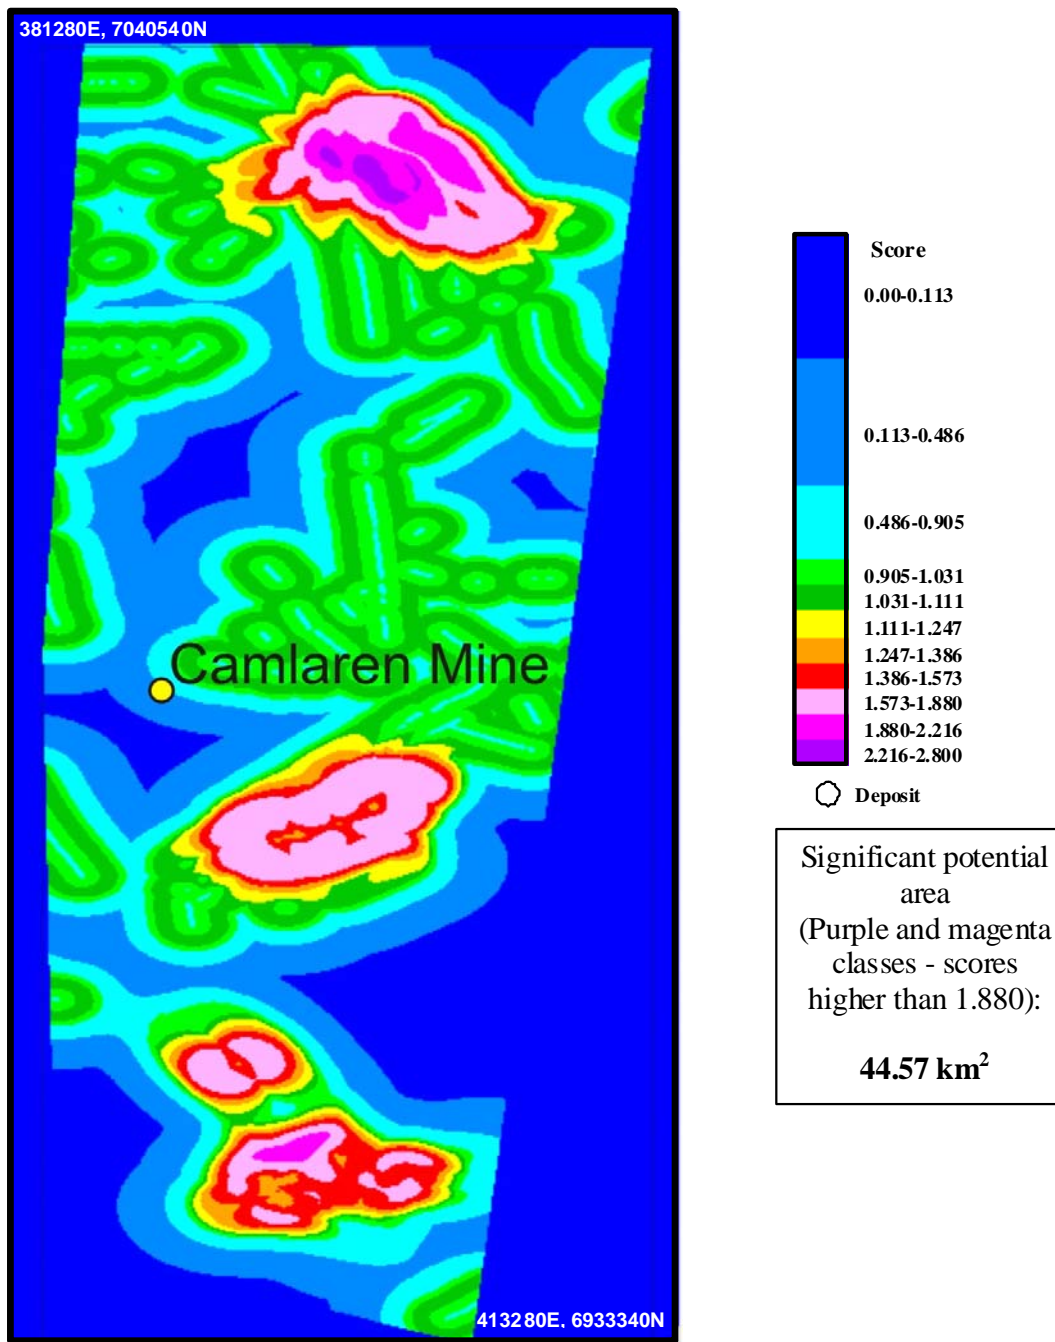 381280E, 7040540N
Camlaren Mine
413280E, 6933340N
Score
0.00-0.113
0.113-0.486
0.486-0.905
0.905-1.031
1.031-1.111
1.111-1.247
1.247-1.386
1.386-1.573
1.573-1.880
1.880-2.216
2.216-2.800
Deposit
Significant potential
area
(Purple and magenta
classes - scores
higher than 1.880):
44.57 km²